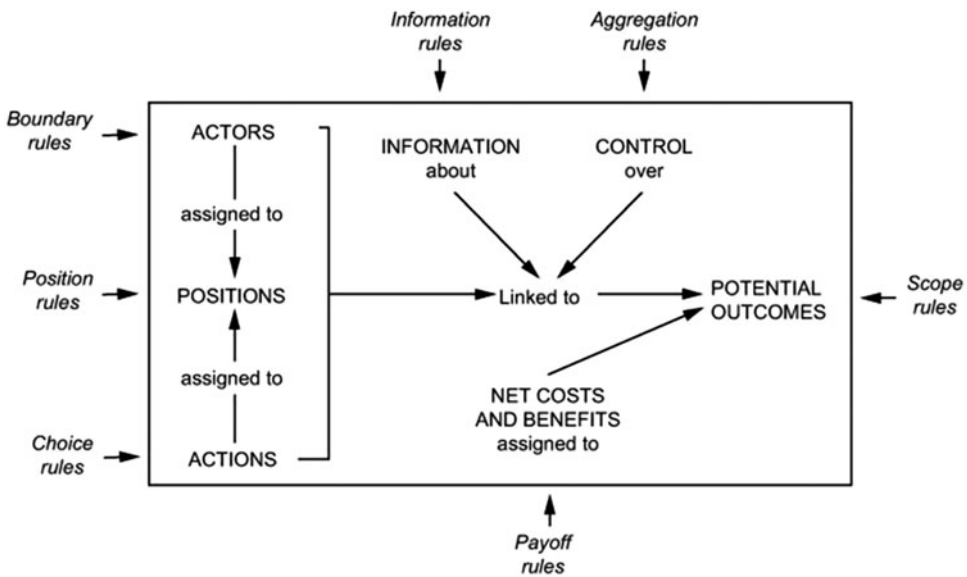 Information
rules
Aggregation
rules
Boundary
rules
ACTORS
INFORMATION
about
CONTROL
over
assigned to
Position
rules
POSITIONS
Linked to
POTENTIAL
OUTCOMES
Scope
rules
assigned to
NET COSTS
AND BENEFITS
assigned to
Choice
rules
ACTIONS
Payoff
rules